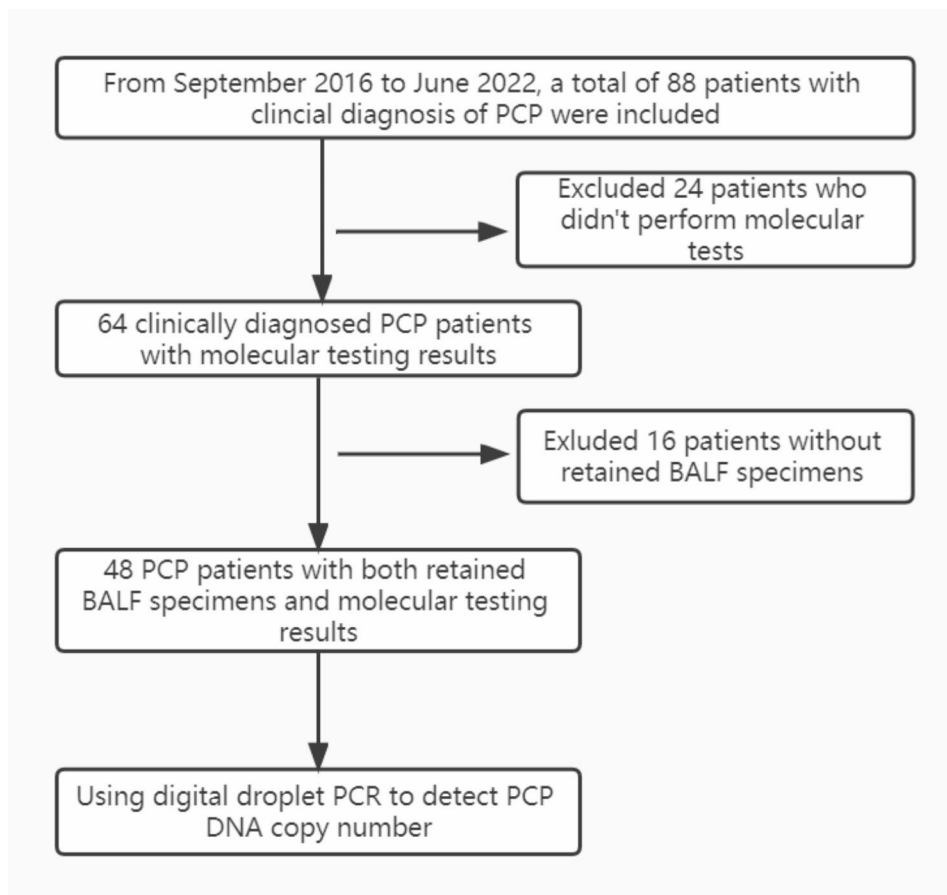 From September 2016 to June 2022, a total of 88 patients with
clincial diagnosis of PCP were included
Excluded 24 patients who
didn't perform molecular
tests
64 clinically diagnosed PCP patients
with molecular testing results
Exluded 16 patients without
retained BALF specimens
48 PCP patients with both retained
BALF specimens and molecular testing
results
Using digital droplet PCR to detect PCP
DNA copy number